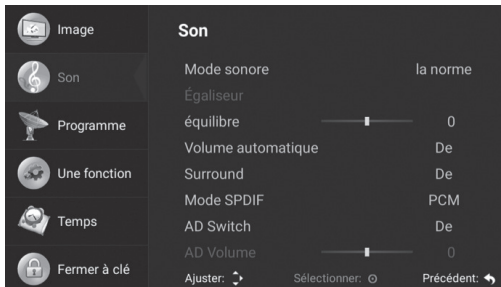 Image
Son
Programme
Une fonction
Temps
Fermer à clé
Son
Mode sonore la norme
Égaliseur
équilibre 0
Volume automatique De
Surround De
Mode SPDIF PCM
AD Switch De
AD Volume 0
Ajuster: Sélectionner: Précédent: